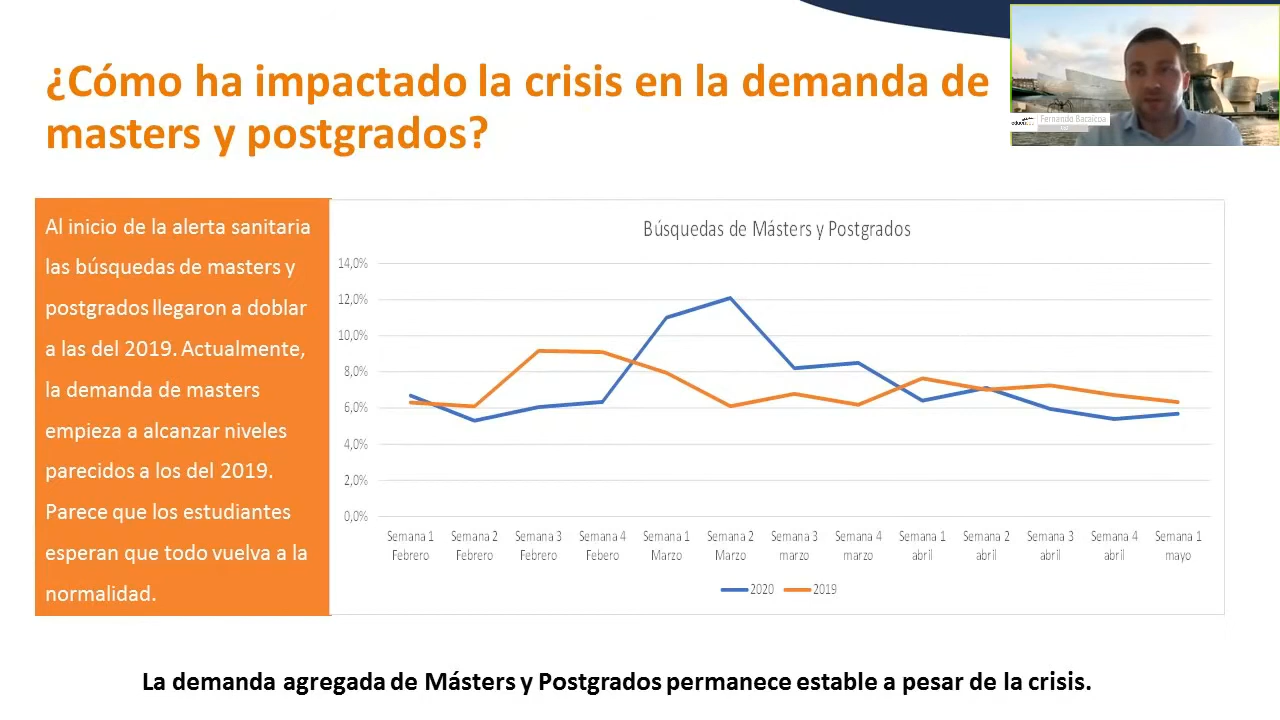 ¿Cómo ha impactado la crisis en la demanda de
masters y postgrados?
Fernando Bacaicoa
Al inicio de la alerta sanitaria
las búsquedas de masters y
postgrados llegaron a doblar
a las del 2019. Actualmente,
la demanda de masters
empieza a alcanzar niveles
parecidos a los del 2019.
Parece que los estudiantes
esperan que todo vuelva a la
normalidad.
Búsquedas de Másters y Postgrados
14,0%
12,0%
10,0%
8,0%
6,0%
4,0%
2,0%
0,0%
Semana 1 Semana 2 Semana 3 Semana 4 Semana 1 Semana 2 Semana 3 Semana 4 Semana 1 Semana 2 Semana 3 Semana 4 Semana 1
Febrero Febrero Febrero Febero Marzo Marzo marzo marzo abril abril abril abril mayo
2020 2019
La demanda agregada de Másters y Postgrados permanece estable a pesar de la crisis.